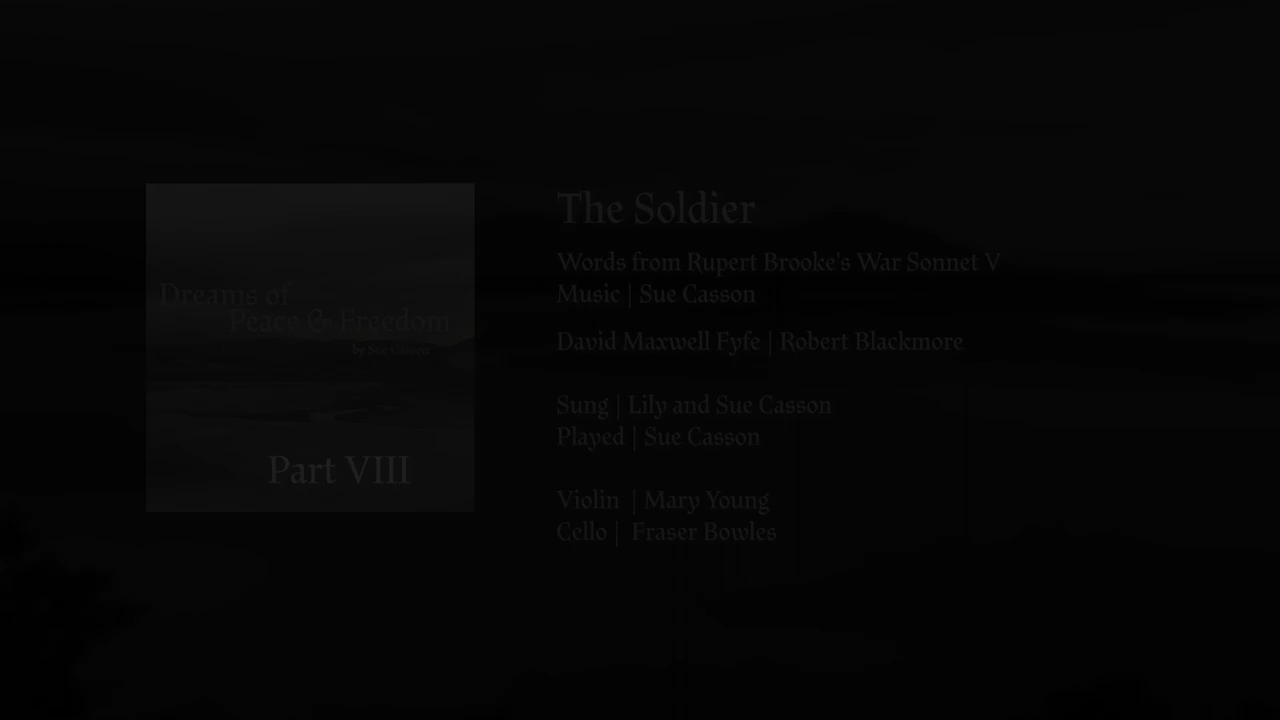 Dreams of
Peace & Freedom
by Sue Casson
Part VIII
The Soldier
Words from Rupert Brooke's War Sonnet V
Music | Sue Casson
David Maxwell Fyfe | Robert Blackmore
Sung | Lily and Sue Casson
Played | Sue Casson
Violin | Mary Young
Cello | Fraser Bowles